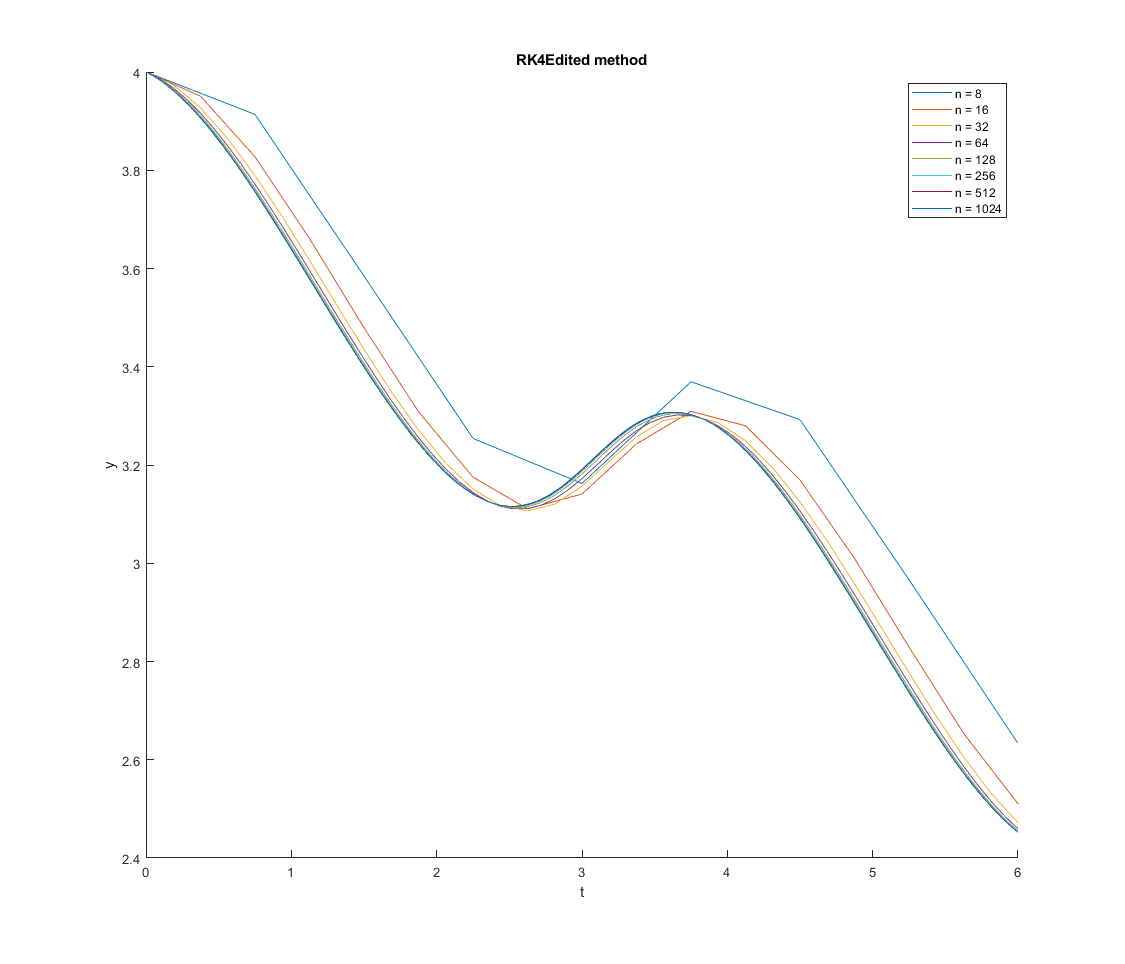 RK4Edited method
4
3.8
3.6
3.4
3.2
3
2.8
2.6
2.4
y
0 1 2 3 4 5 6
t
n = 8
n = 16
n = 32
n = 64
n = 128
n = 256
n = 512
n = 1024